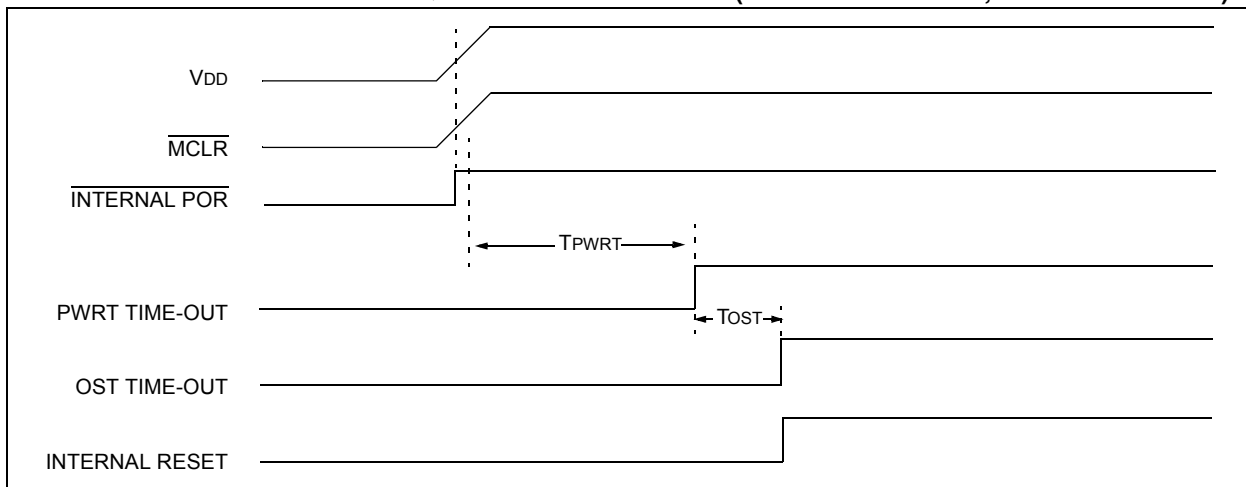 VDD
MCLR
INTERNAL POR
TPWRT
PWRT TIME-OUT
TOST
OST TIME-OUT
INTERNAL RESET